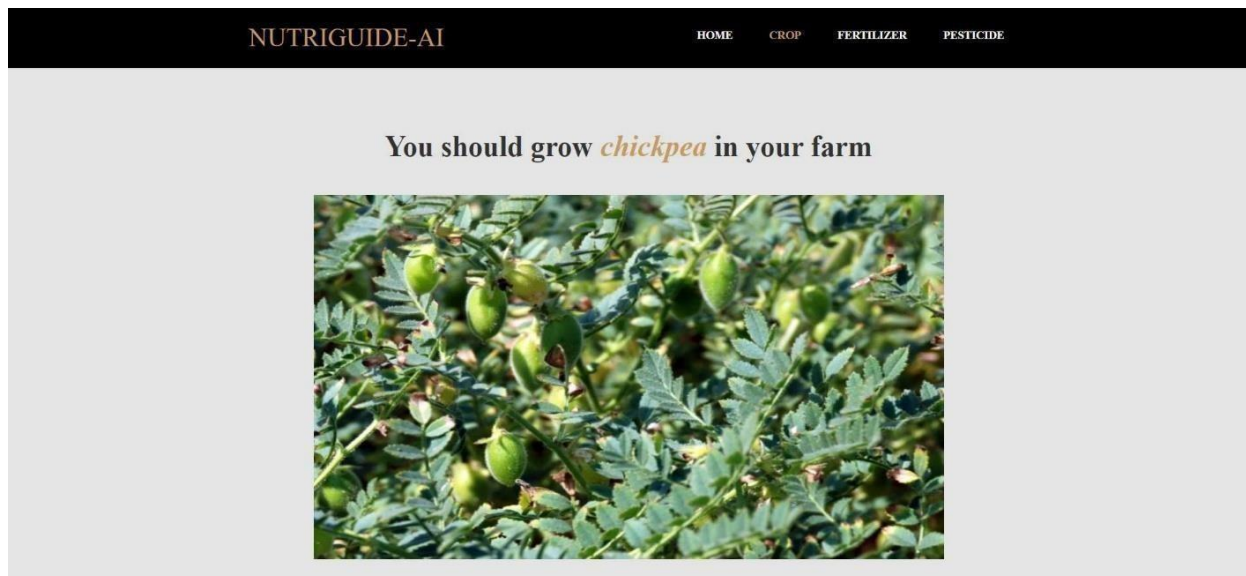 NUTRIGUIDE-AI
HOME CROP FERTILIZER PESTICIDE
You should grow chickpea in your farm